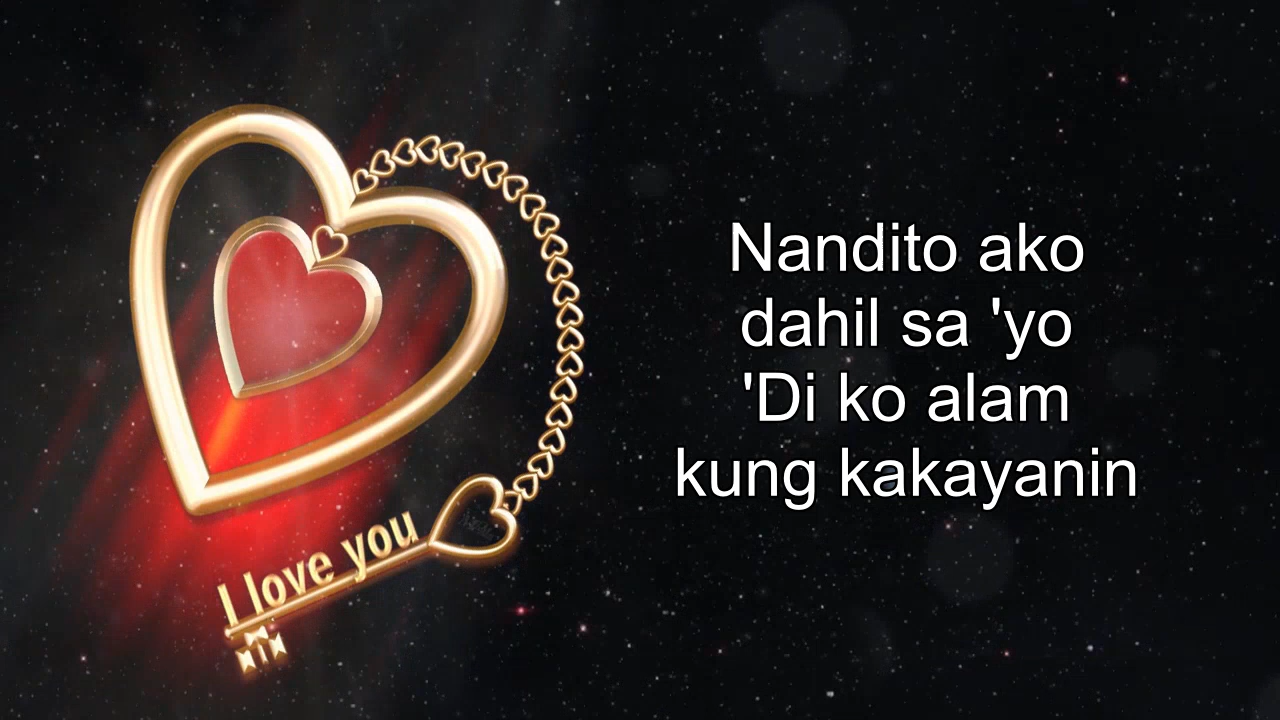 I love you
Nandito ako
dahil sa 'yo
'Di ko alam
kung kakayanin